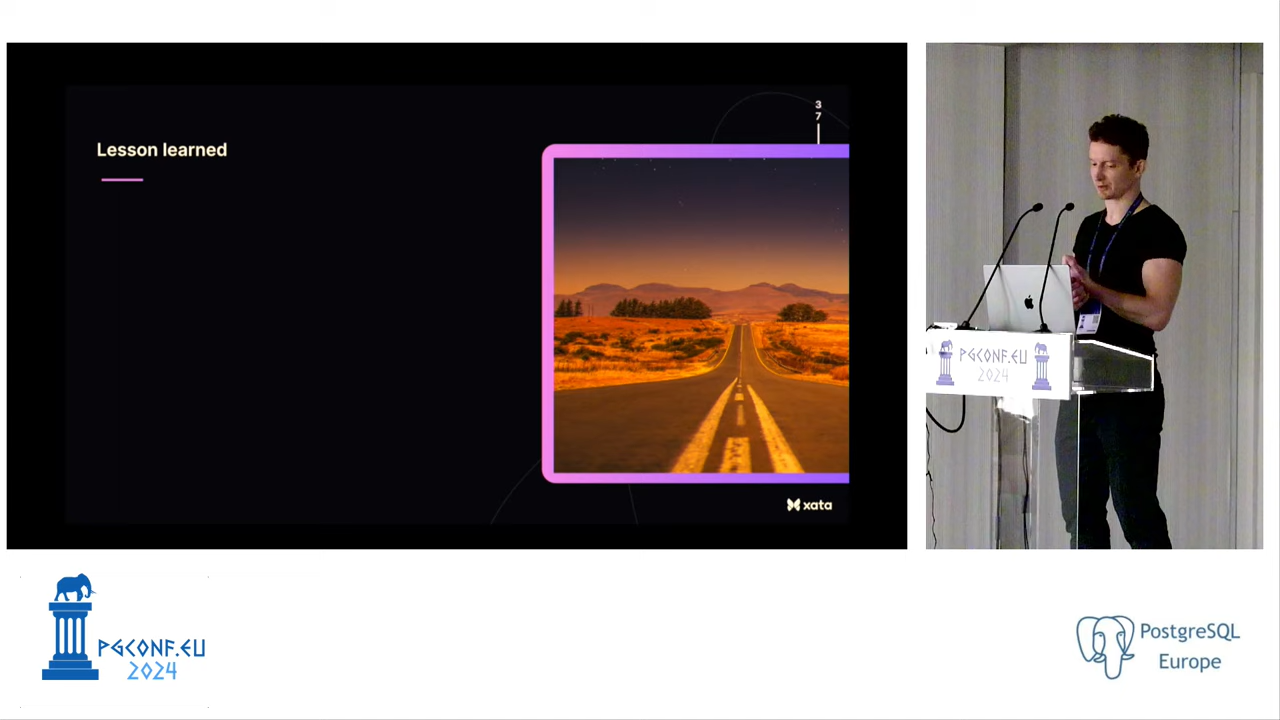 Lesson learned
3
7
xata
PGCONF.EU
2024
PGCONF.EU
2024
PostgreSQL
Europe